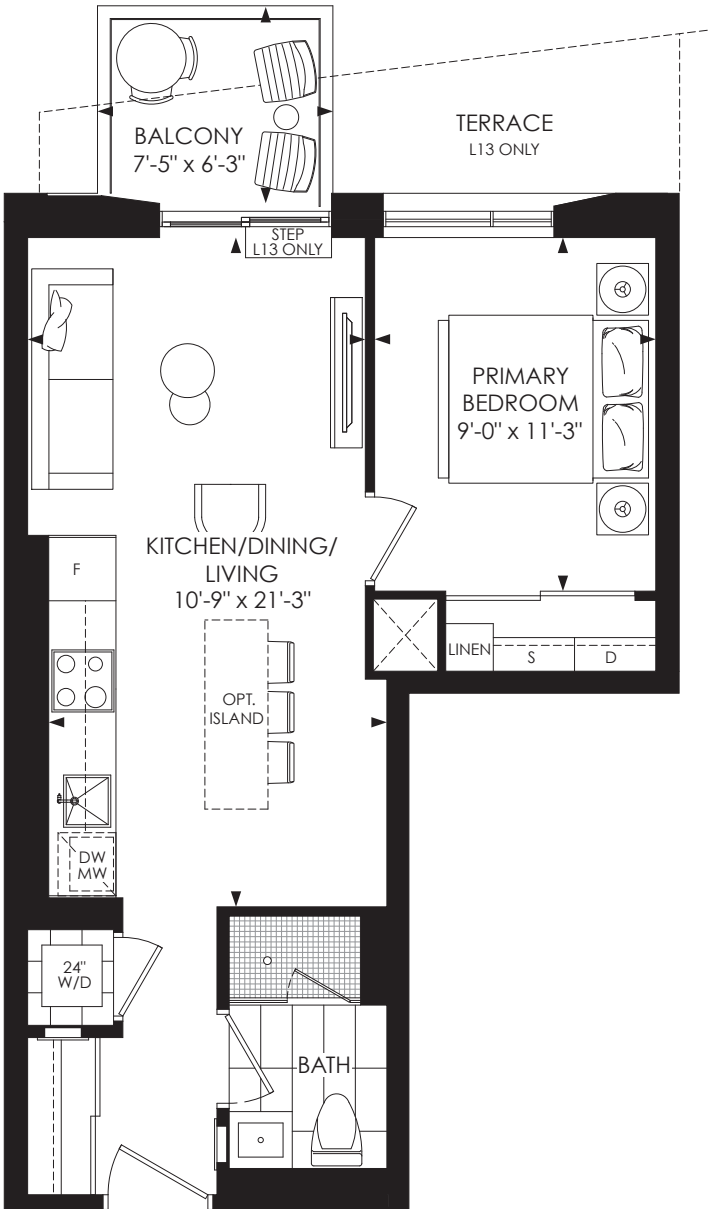 BALCONY
7'-5" x 6'-3"
TERRACE
L13 ONLY
STEP
L13 ONLY
PRIMARY
BEDROOM
9'-0" x 11'-3"
KITCHEN/DINING/
LIVING
10'-9" x 21'-3"
F
LINEN
S
D
OPT.
ISLAND
DW
MW
24"
W/D
BATH